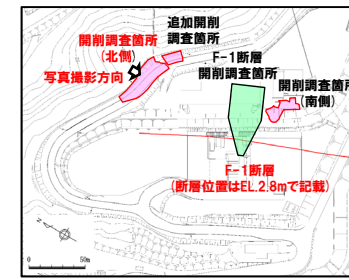 追加開削
調査箇所
開削調査箇所
(北側)
写真撮影方向
F-1断層
開削調査箇所
開削調査箇所
(南側)
F-1断層
(断層位置はEL.2.8mで記載)
N
0
50m